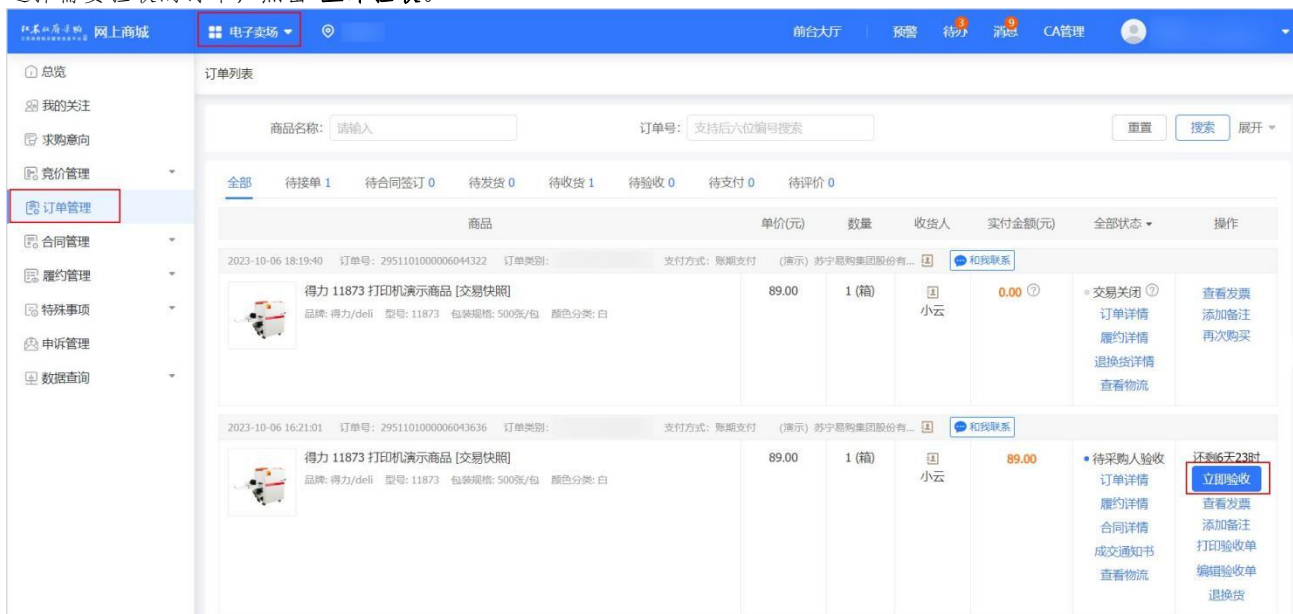 网上商城 电子卖场 前台大厅 预警 待办 3 消息 9 CA管理
总览
我的关注
求购意向
竞价管理
订单管理
合同管理
履约管理
特殊事项
申诉管理
数据查询
订单列表
商品名称: 请输入 订单号: 支持后六位编号搜索 重置 搜索 展开
全部 待接单 1 待合同签订 0 待发货 0 待收货 1 待验收 0 待支付 0 待评价 0
商品 单价(元) 数量 收货人 实付金额(元) 全部状态 操作
2023-10-06 18:19:40 订单号: 2951101000006044322 订单类别: 支付方式: 账期支付 (演示) 苏宁易购集团股份有... 和我联系
得力 11873 打印机演示商品 [交易快照] 89.00 1 (箱) 小云 0.00 交易关闭 查看发票
品牌: 得力/deli 型号: 11873 包装规格: 500张/包 颜色分类: 白 订单详情 添加备注
履约详情 再次购买
退换货详情
查看物流
2023-10-06 16:21:01 订单号: 2951101000006043636 订单类别: 支付方式: 账期支付 (演示) 苏宁易购集团股份有... 和我联系
得力 11873 打印机演示商品 [交易快照] 89.00 1 (箱) 小云 89.00 待采购人验收 还剩6天23时
品牌: 得力/deli 型号: 11873 包装规格: 500张/包 颜色分类: 白 订单详情 立即验收
履约详情 查看发票
合同详情 添加备注
成交通知书 打印验收单
查看物流 编辑验收单
退换货